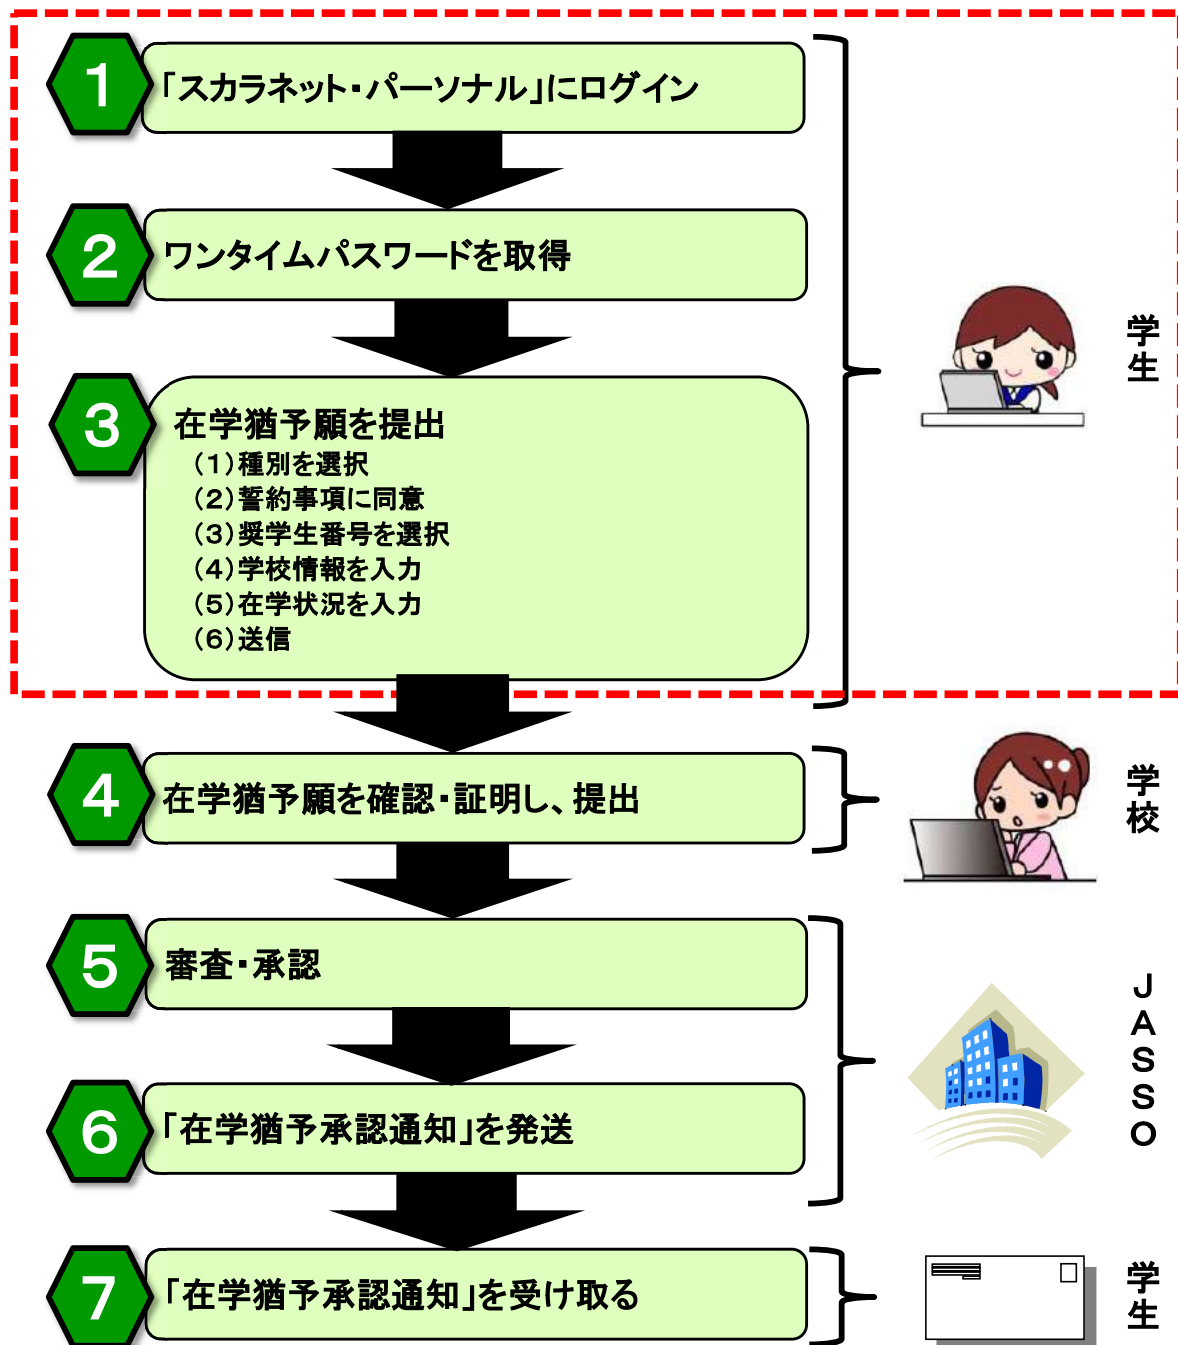 1
「スカラネット・パーソナル」にログイン
2
ワンタイムパスワードを取得
3
在学猶予願を提出
(1)種別を選択
(2)誓約事項に同意
(3)奨学生番号を選択
(4)学校情報を入力
(5)在学状況を入力
(6)送信
学生
4
在学猶予願を確認・証明し、提出
学校
5
審査・承認
6
「在学猶予承認通知」を発送
JASSO
7
「在学猶予承認通知」を受け取る
学生